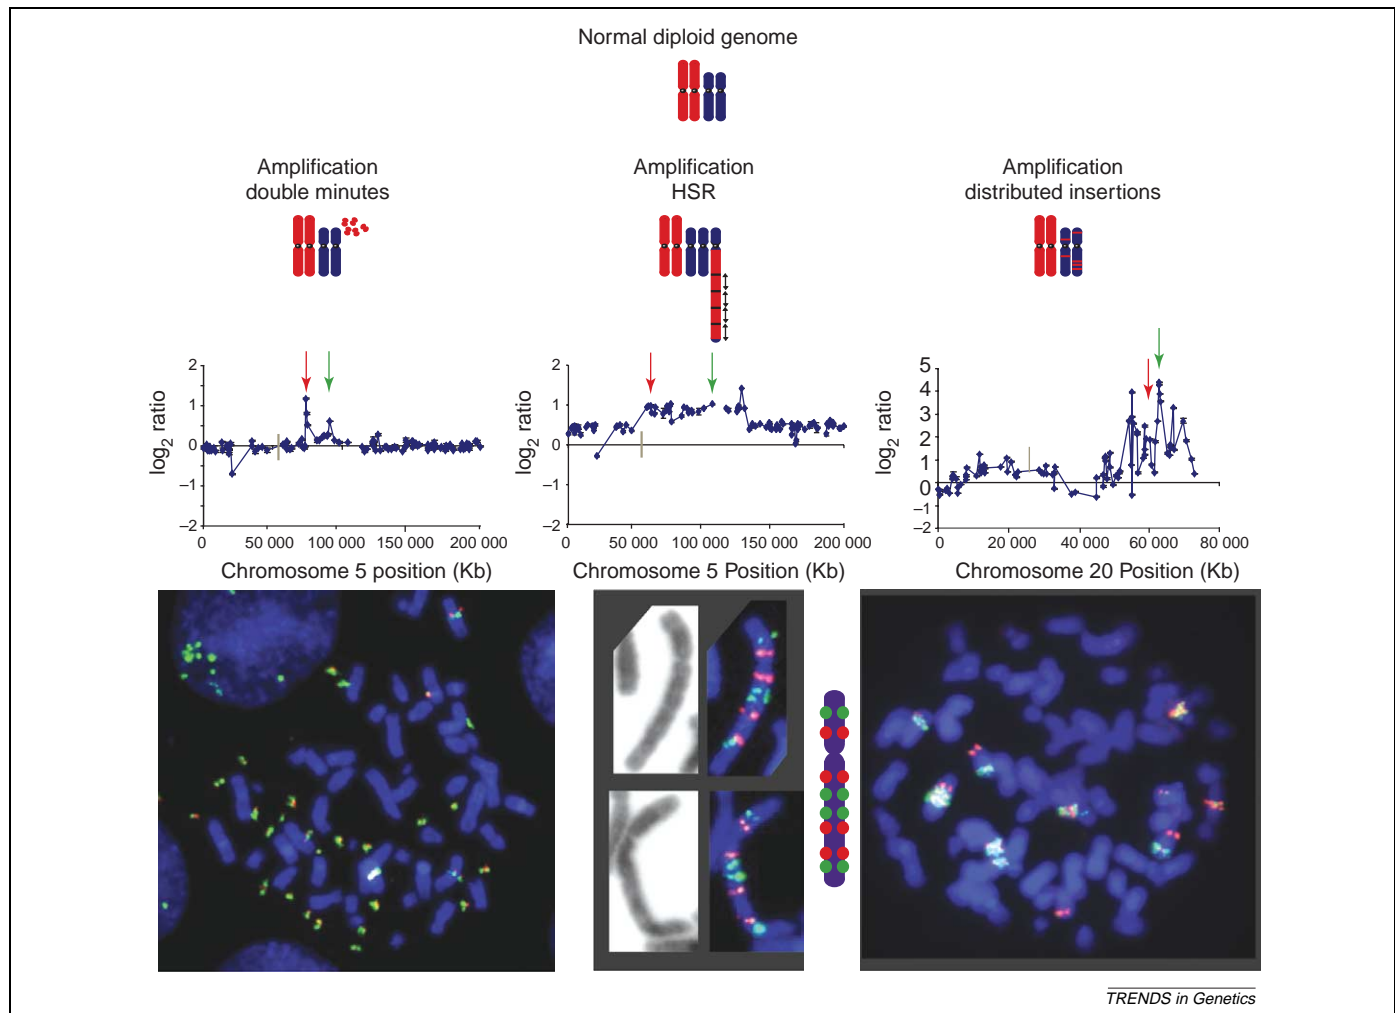 Normal diploid genome
Amplification
double minutes
Amplification
HSR
Amplification
distributed insertions
2
1
0
−1
−2
log2 ratio
0
50 000
100 000
150 000
200 000
Chromosome 5 position (Kb)
2
1
0
−1
−2
log2 ratio
0
50 000
100 000
150 000
200 000
Chromosome 5 Position (Kb)
5
4
3
2
1
0
−1
−2
log2 ratio
0
20 000
40 000
60 000
80 000
Chromosome 20 Position (Kb)
TRENDS in Genetics